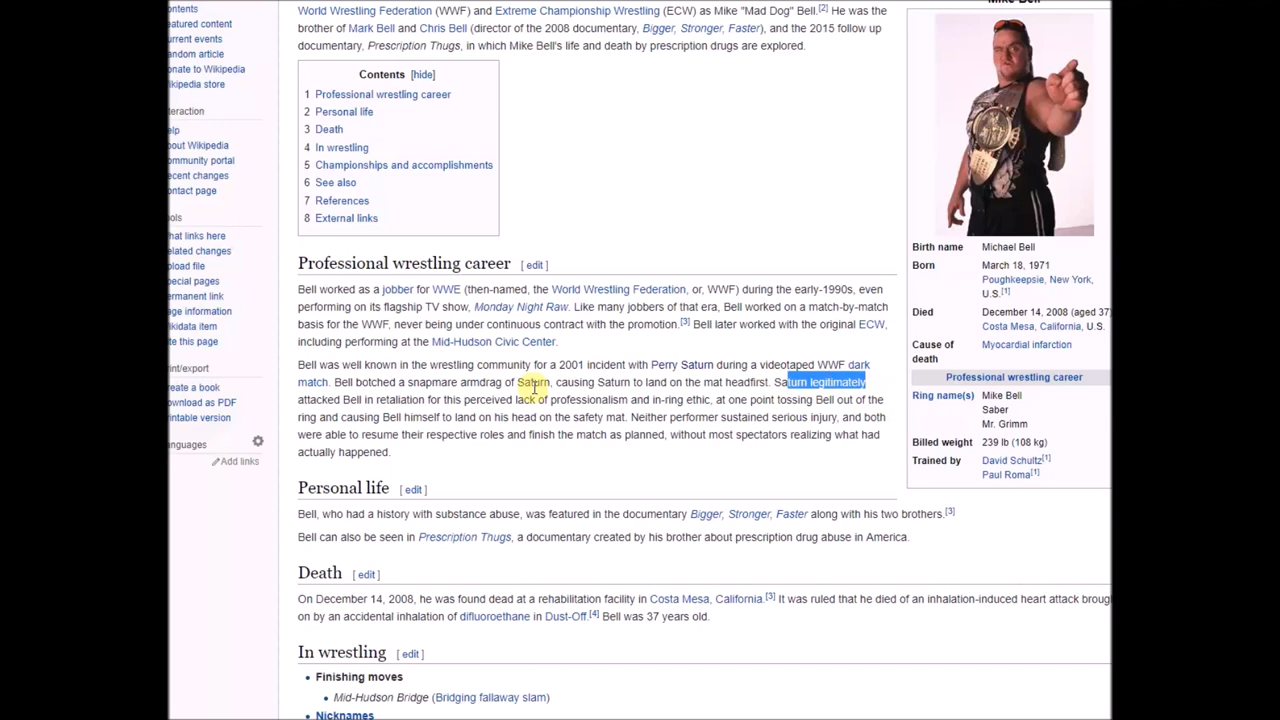 ontents
eatured content
urrent events
andom article
onate to Wikipedia
ikipedia store
nteraction
elp
bout Wikipedia
ommunity portal
ecent changes
ontact page
ools
hat links here
elated changes
pload file
pecial pages
ermanent link
age information
ikidata item
ite this page
rint/export
reate a book
ownload as PDF
rintable version
anguages
Add links
World Wrestling Federation (WWF) and Extreme Championship Wrestling (ECW) as Mike "Mad Dog" Bell.[2] He was the
brother of Mark Bell and Chris Bell (director of the 2008 documentary, Bigger, Stronger, Faster), and the 2015 follow up
documentary, Prescription Thugs, in which Mike Bell's life and death by prescription drugs are explored.
Contents [hide]
1 Professional wrestling career
2 Personal life
3 Death
4 In wrestling
5 Championships and accomplishments
6 See also
7 References
8 External links
Professional wrestling career [ edit ]
Bell worked as a jobber for WWE (then-named, the World Wrestling Federation, or, WWF) during the early-1990s, even
performing on its flagship TV show, Monday Night Raw. Like many jobbers of that era, Bell worked on a match-by-match
basis for the WWF, never being under continuous contract with the promotion.[3] Bell later worked with the original ECW,
including performing at the Mid-Hudson Civic Center.
Bell was well known in the wrestling community for a 2001 incident with Perry Saturn during a videotaped WWF dark
match. Bell botched a snapmare armdrag of Saturn, causing Saturn to land on the mat headfirst. Saturn legitimately
attacked Bell in retaliation for this perceived lack of professionalism and in-ring ethic, at one point tossing Bell out of the
ring and causing Bell himself to land on his head on the safety mat. Neither performer sustained serious injury, and both
were able to resume their respective roles and finish the match as planned, without most spectators realizing what had
actually happened.
Personal life [ edit ]
Bell, who had a history with substance abuse, was featured in the documentary Bigger, Stronger, Faster along with his two brothers.[3]
Bell can also be seen in Prescription Thugs, a documentary created by his brother about prescription drug abuse in America.
Death [ edit ]
On December 14, 2008, he was found dead at a rehabilitation facility in Costa Mesa, California.[3] It was ruled that he died of an inhalation-induced heart attack broug
on by an accidental inhalation of difluoroethane in Dust-Off.[4] Bell was 37 years old.
In wrestling [ edit ]
• Finishing moves
• Mid-Hudson Bridge (Bridging fallaway slam)
• Nicknames
Mike Bell
Birth name Michael Bell
Born March 18, 1971
Poughkeepsie, New York,
U.S.[1]
Died December 14, 2008 (aged 37)
Costa Mesa, California, U.S.
Cause of death Myocardial infarction
Professional wrestling career
Ring name(s) Mike Bell
Saber
Mr. Grimm
Billed weight 239 lb (108 kg)
Trained by David Schultz[1]
Paul Roma[1]